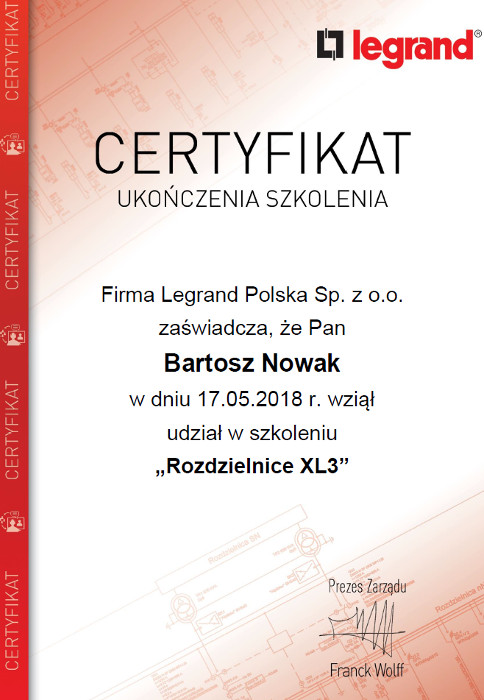 legrand®
CERTYFIKAT
UKOŃCZENIA SZKOLENIA
Firma Legrand Polska Sp. z o.o.
zaświadcza, że Pan
Bartosz Nowak
w dniu 17.05.2018 r. wziął
udział w szkoleniu
„Rozdzielnice XL3”
Prezes Zarządu
Franck Wolff
CERTYFIKAT
CERTYFIKAT
CERTYFIKAT
CERTYFIKAT
Rozdzielnica